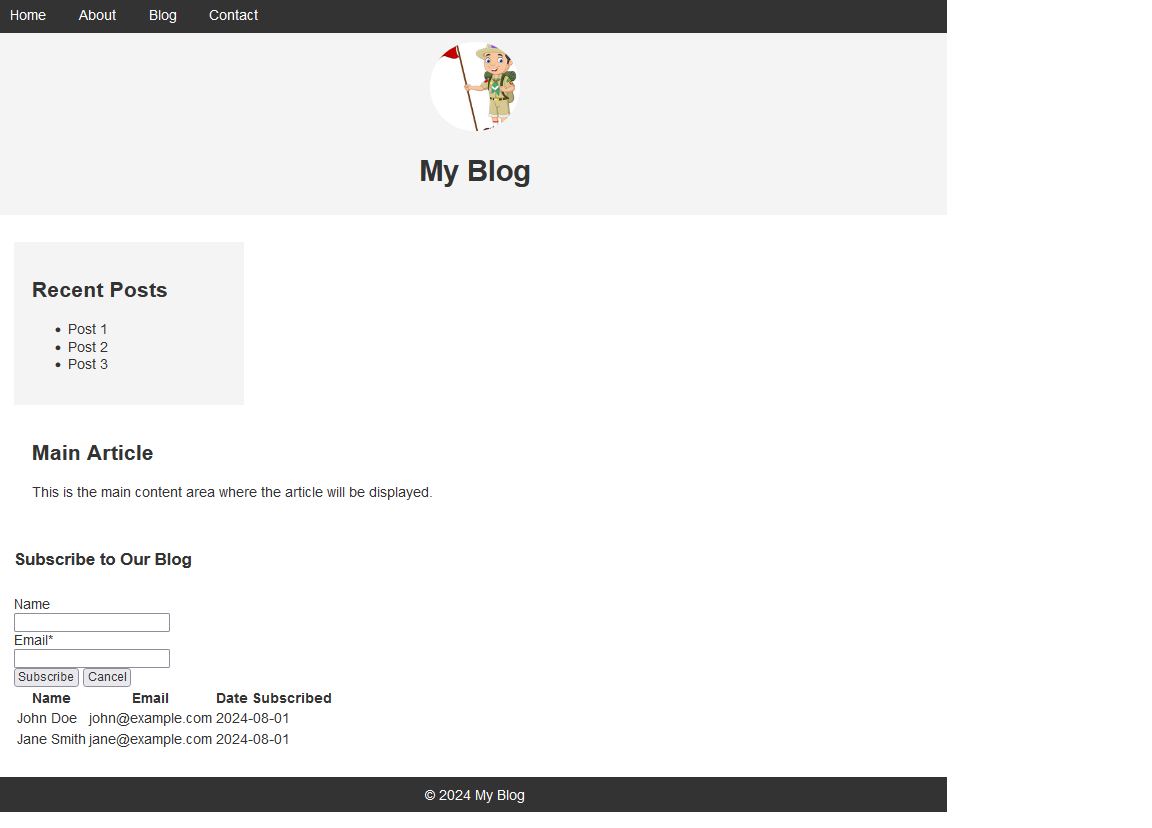 Home About Blog Contact
My Blog
Recent Posts
Post 1
Post 2
Post 3
Main Article
This is the main content area where the article will be displayed.
Subscribe to Our Blog
Name
Email*
Subscribe Cancel
Name Email Date Subscribed
John Doe john@example.com 2024-08-01
Jane Smith jane@example.com 2024-08-01
© 2024 My Blog